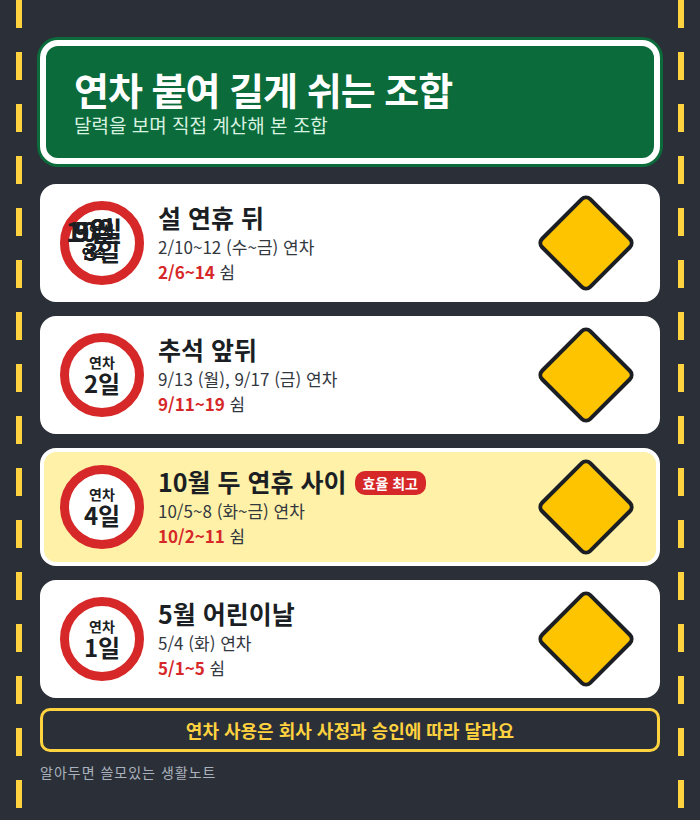 연차 붙여 길게 쉬는 조합
달력을 보며 직접 계산해 본 조합
설 연휴 뒤
2/10~12 (수~금) 연차
2/6~14 쉼
3일
연차
2일
추석 앞뒤
9/13 (월), 9/17 (금) 연차
9/11~19 쉼
연차
4일
10월 두 연휴 사이 효율 최고
10/5~8 (화~금) 연차
10/2~11 쉼
연차
1일
5월 어린이날
5/4 (화) 연차
5/1~5 쉼
연차 사용은 회사 사정과 승인에 따라 달라요
알아두면 쓸모있는 생활노트